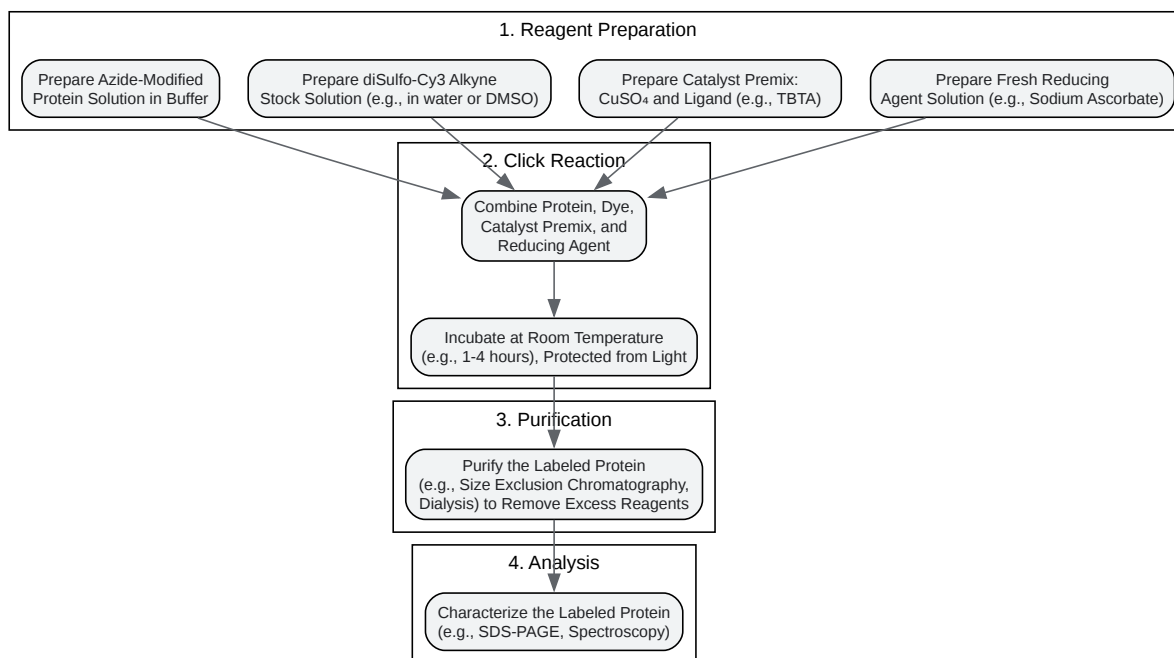 1. Reagent Preparation
Prepare Azide-Modified
Protein Solution in Buffer
Prepare diSulfo-Cy3 Alkyne
Stock Solution (e.g., in water or DMSO)
Prepare Catalyst Premix:
CuSO₄ and Ligand (e.g., TBTA)
Prepare Fresh Reducing
Agent Solution (e.g., Sodium Ascorbate)
2. Click Reaction
Combine Protein, Dye,
Catalyst Premix, and
Reducing Agent
Incubate at Room Temperature
(e.g., 1-4 hours), Protected from Light
3. Purification
Purify the Labeled Protein
(e.g., Size Exclusion Chromatography,
Dialysis) to Remove Excess Reagents
4. Analysis
Characterize the Labeled Protein
(e.g., SDS-PAGE, Spectroscopy)